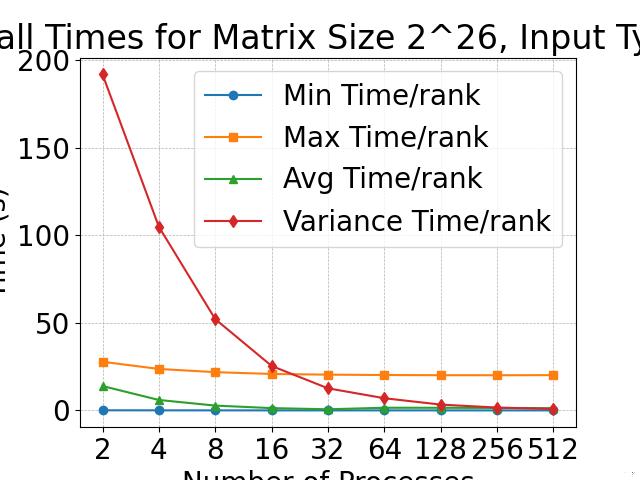 all Times for Matrix Size 2^26, Input Ty
200
150
100
50
0
Min Time/rank
Max Time/rank
Avg Time/rank
Variance Time/rank
2 4 8 16 32 64 128 256 512
Number of Processes